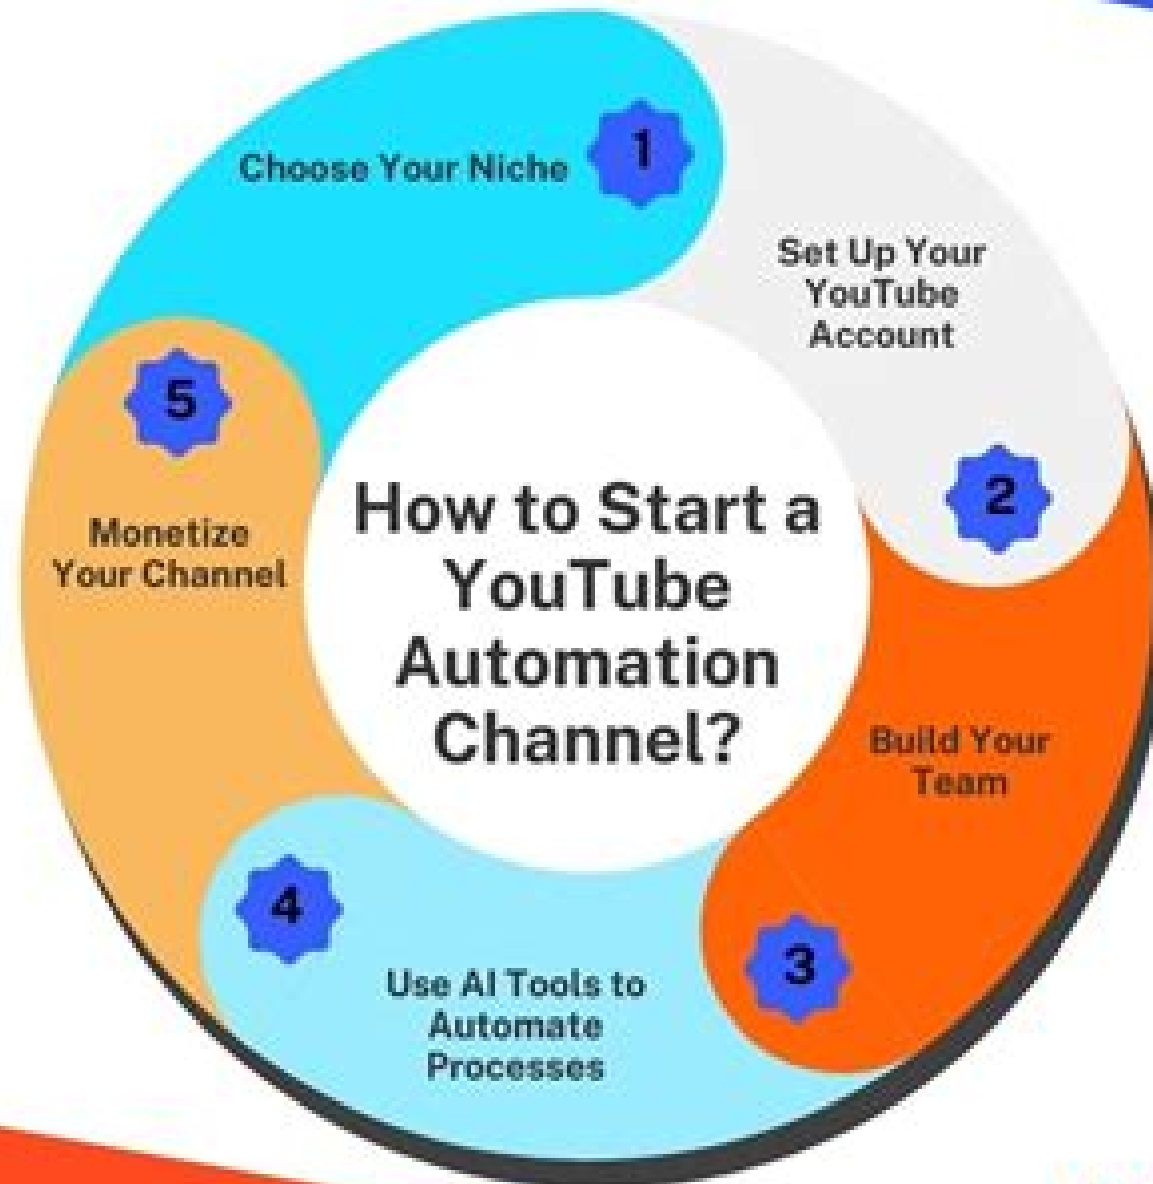 How to Start a
YouTube
Automation
Channel?
1
Choose Your Niche
Set Up Your
YouTube
Account
2
Build Your
Team
3
4
Use AI Tools to
Automate
Processes
5
Monetize
Your Channel